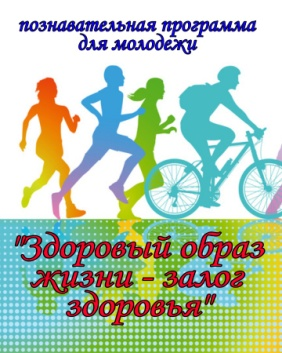 познавательная программа
для молодежи
"Здоровый образ
жизни - залог
здоровья"